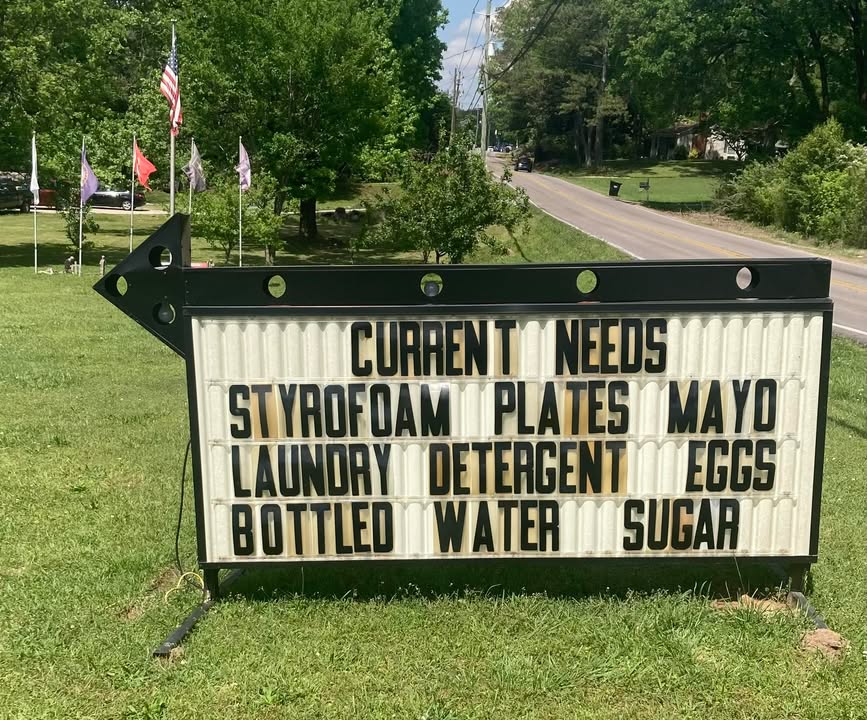 CURRENT NEEDS
STYROFOAM PLATES MAYO
LAUNDRY DETERGENT EGGS
BOTTLED WATER SUGAR